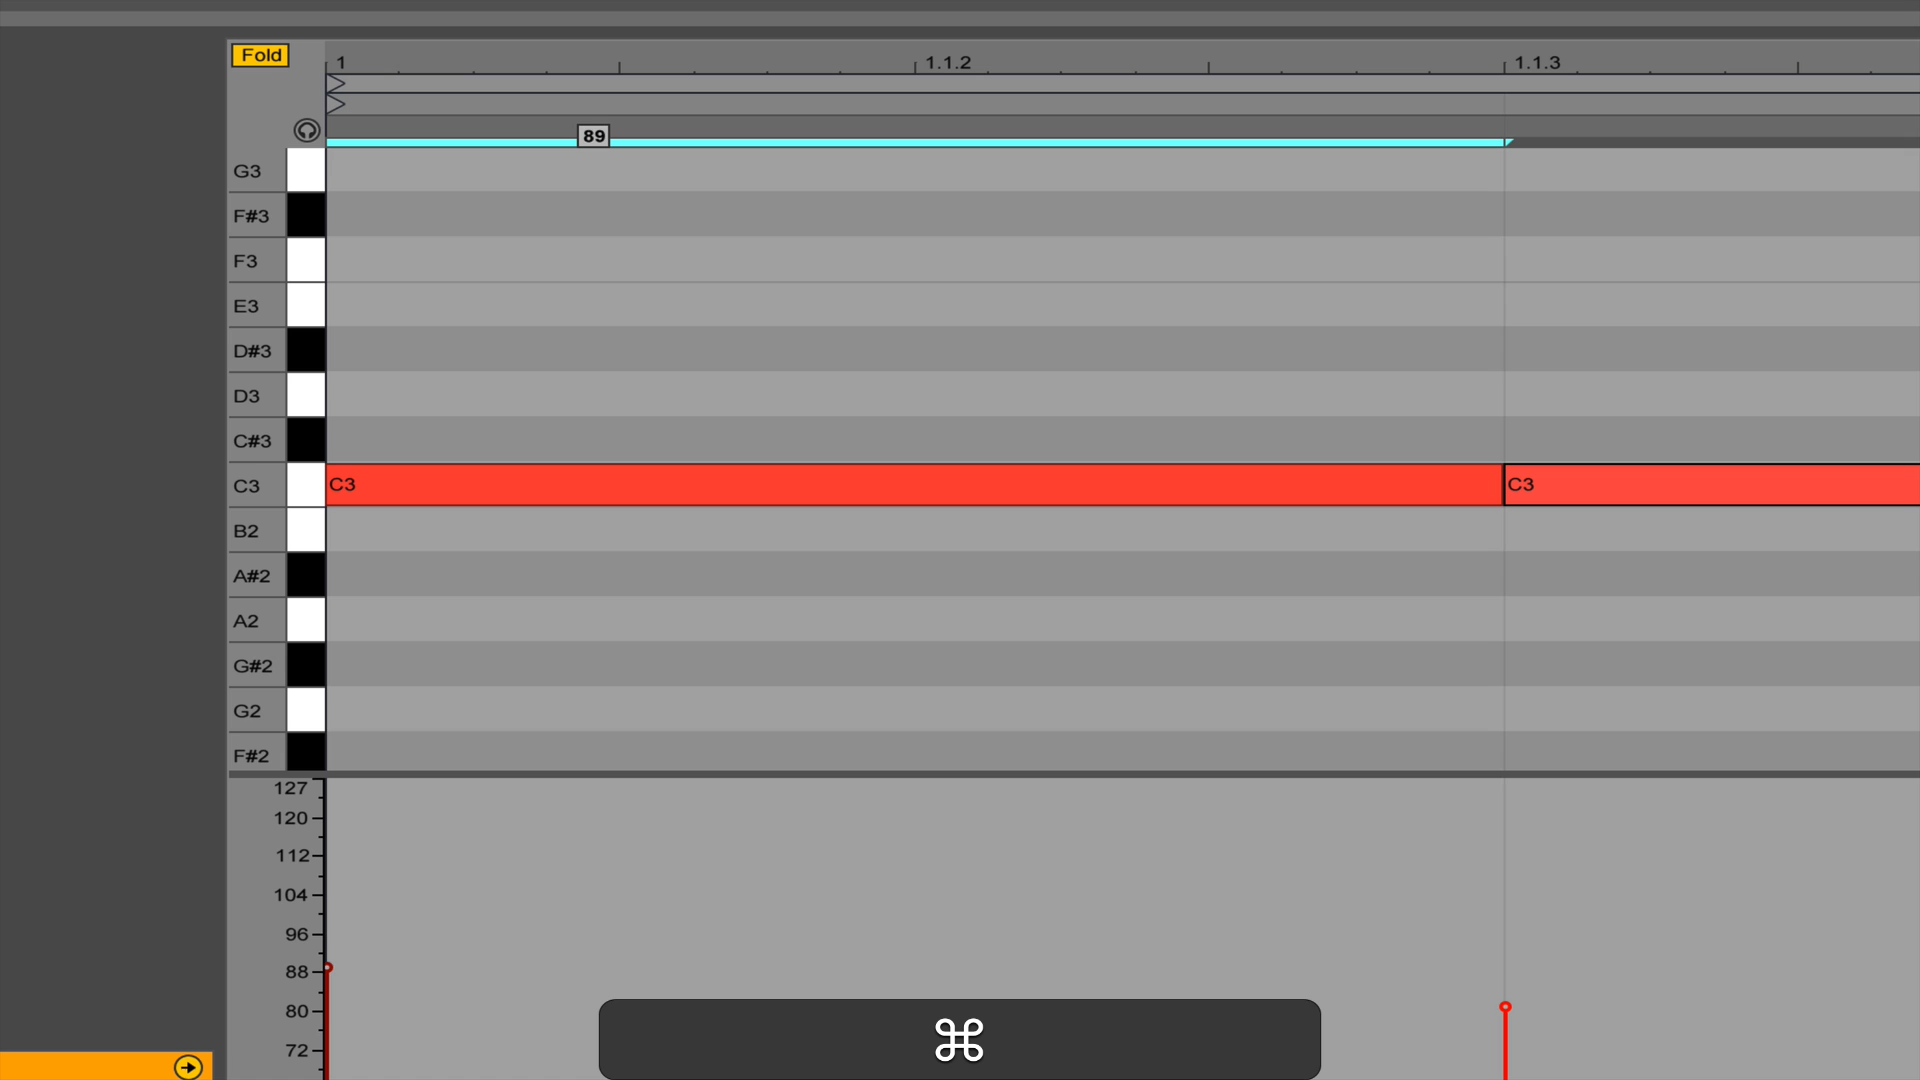 Fold
1 1.1.2 1.1.3
89
G3
F#3
F3
E3
D#3
D3
C#3
C3 C3 C3
B2
A#2
A2
G#2
G2
F#2
127
120
112
104
96
88
80
⌘
72